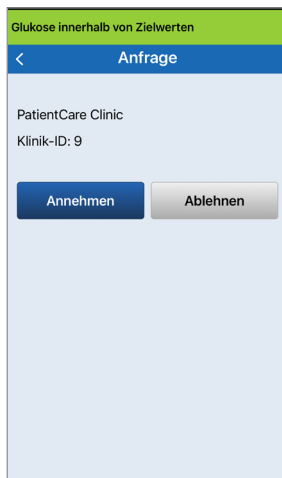 Glukose innerhalb von Zielwerten
Anfrage
PatientCare Clinic
Klinik-ID: 9
Annehmen Ablehnen